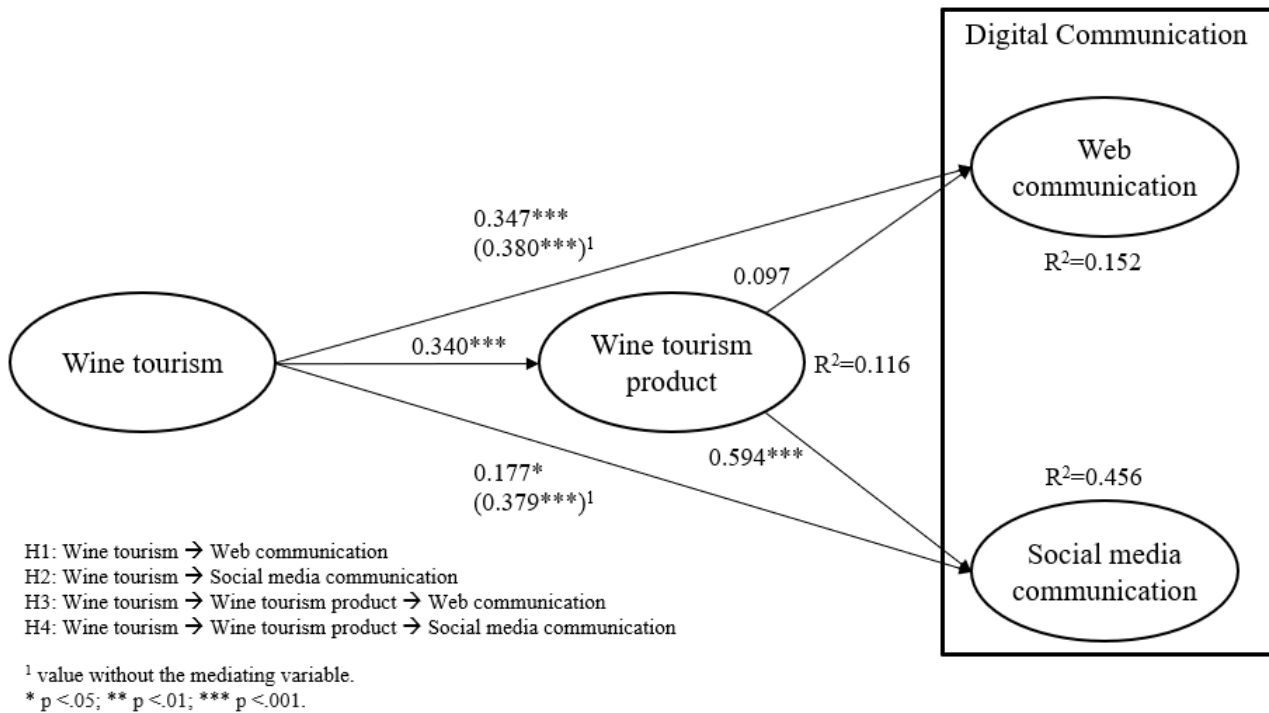 Digital Communication
Web
communication
0.347***
(0.380***)¹
0.097
R²=0.152
Wine tourism
0.340***
Wine tourism
product
R²=0.116
0.594***
0.177*
(0.379***)¹
R²=0.456
Social media
communication
H1: Wine tourism → Web communication
H2: Wine tourism → Social media communication
H3: Wine tourism → Wine tourism product → Web communication
H4: Wine tourism → Wine tourism product → Social media communication
¹ value without the mediating variable.
* p <.05; ** p <.01; *** p <.001.